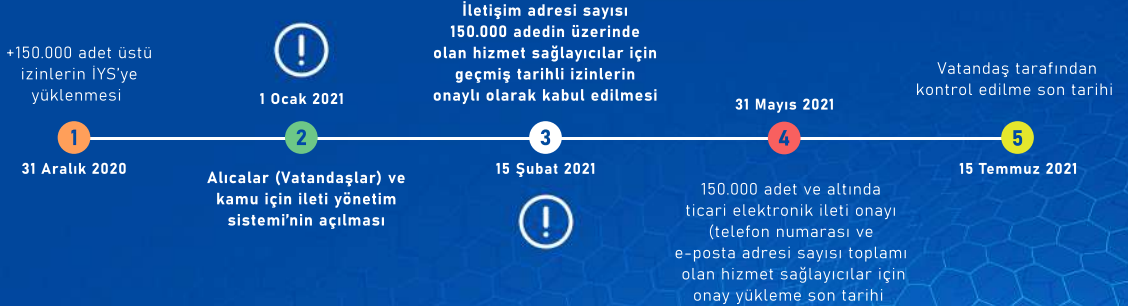 +150.000 adet üstü
izinlerin İYS'ye
yüklenmesi
1
31 Aralık 2020
1 Ocak 2021
2
Alıcalar (Vatandaşlar) ve
kamu için ileti yönetim
sistemi'nin açılması
İletişim adresi sayısı
150.000 adedin üzerinde
olan hizmet sağlayıcılar için
geçmiş tarihli izinlerin
onaylı olarak kabul edilmesi
3
15 Şubat 2021
31 Mayıs 2021
4
150.000 adet ve altında
ticari elektronik ileti onayı
(telefon numarası ve
e-posta adresi sayısı toplamı
olan hizmet sağlayıcılar için
onay yükleme son tarihi
Vatandaş tarafından
kontrol edilme son tarihi
5
15 Temmuz 2021